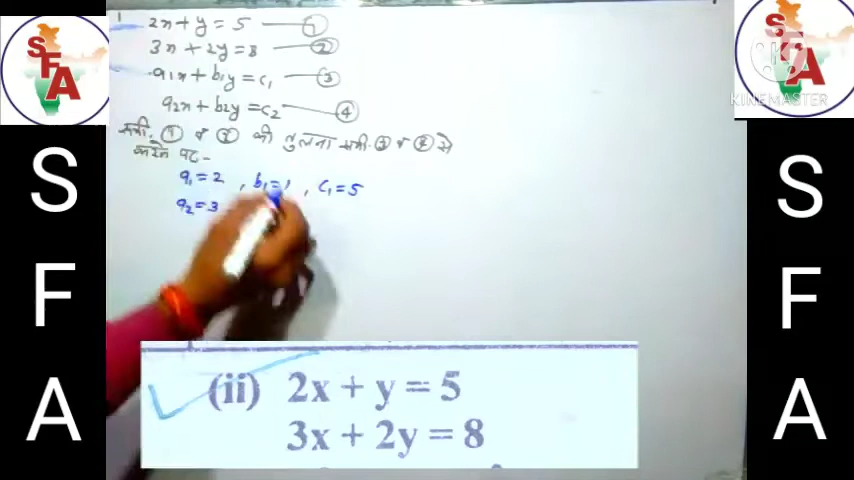 2x + y = 5 — ①
3x + 2y = 8 — ②
a₁x + b₁y = c₁ — ③
a₂x + b₂y = c₂ — ④
समी. ① व ② की तुलना समी. ③ व ④ से
करने पर -
a₁ = 2 , b₁ = 1 , c₁ = 5
a₂ = 3
(ii) 2x + y = 5
3x + 2y = 8
SFA
S
F
A
KINEMASTER
S
F
A